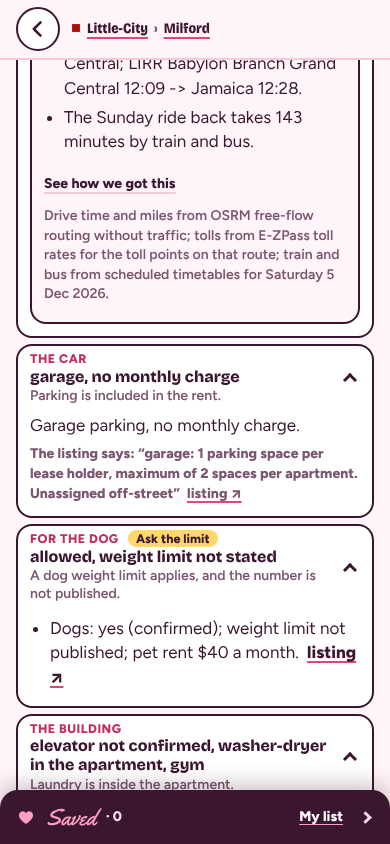 Little-City › Milford
Central; LIRR Babylon Branch Grand
Central 12:09 -> Jamaica 12:28.
• The Sunday ride back takes 143
minutes by train and bus.
See how we got this
Drive time and miles from OSRM free-flow
routing without traffic; tolls from E-ZPass toll
rates for the toll points on that route; train and
bus from scheduled timetables for Saturday 5
Dec 2026.
THE CAR
garage, no monthly charge
Parking is included in the rent.
Garage parking, no monthly charge.
The listing says: “garage: 1 parking space per
lease holder, maximum of 2 spaces per apartment.
Unassigned off-street” listing ↗
FOR THE DOG Ask the limit
allowed, weight limit not stated
A dog weight limit applies, and the number is
not published.
• Dogs: yes (confirmed); weight limit not
published; pet rent $40 a month. listing
↗
THE BUILDING
elevator not confirmed, washer-dryer
in the apartment, gym
Laundry is inside the apartment.
Saved · 0 My list